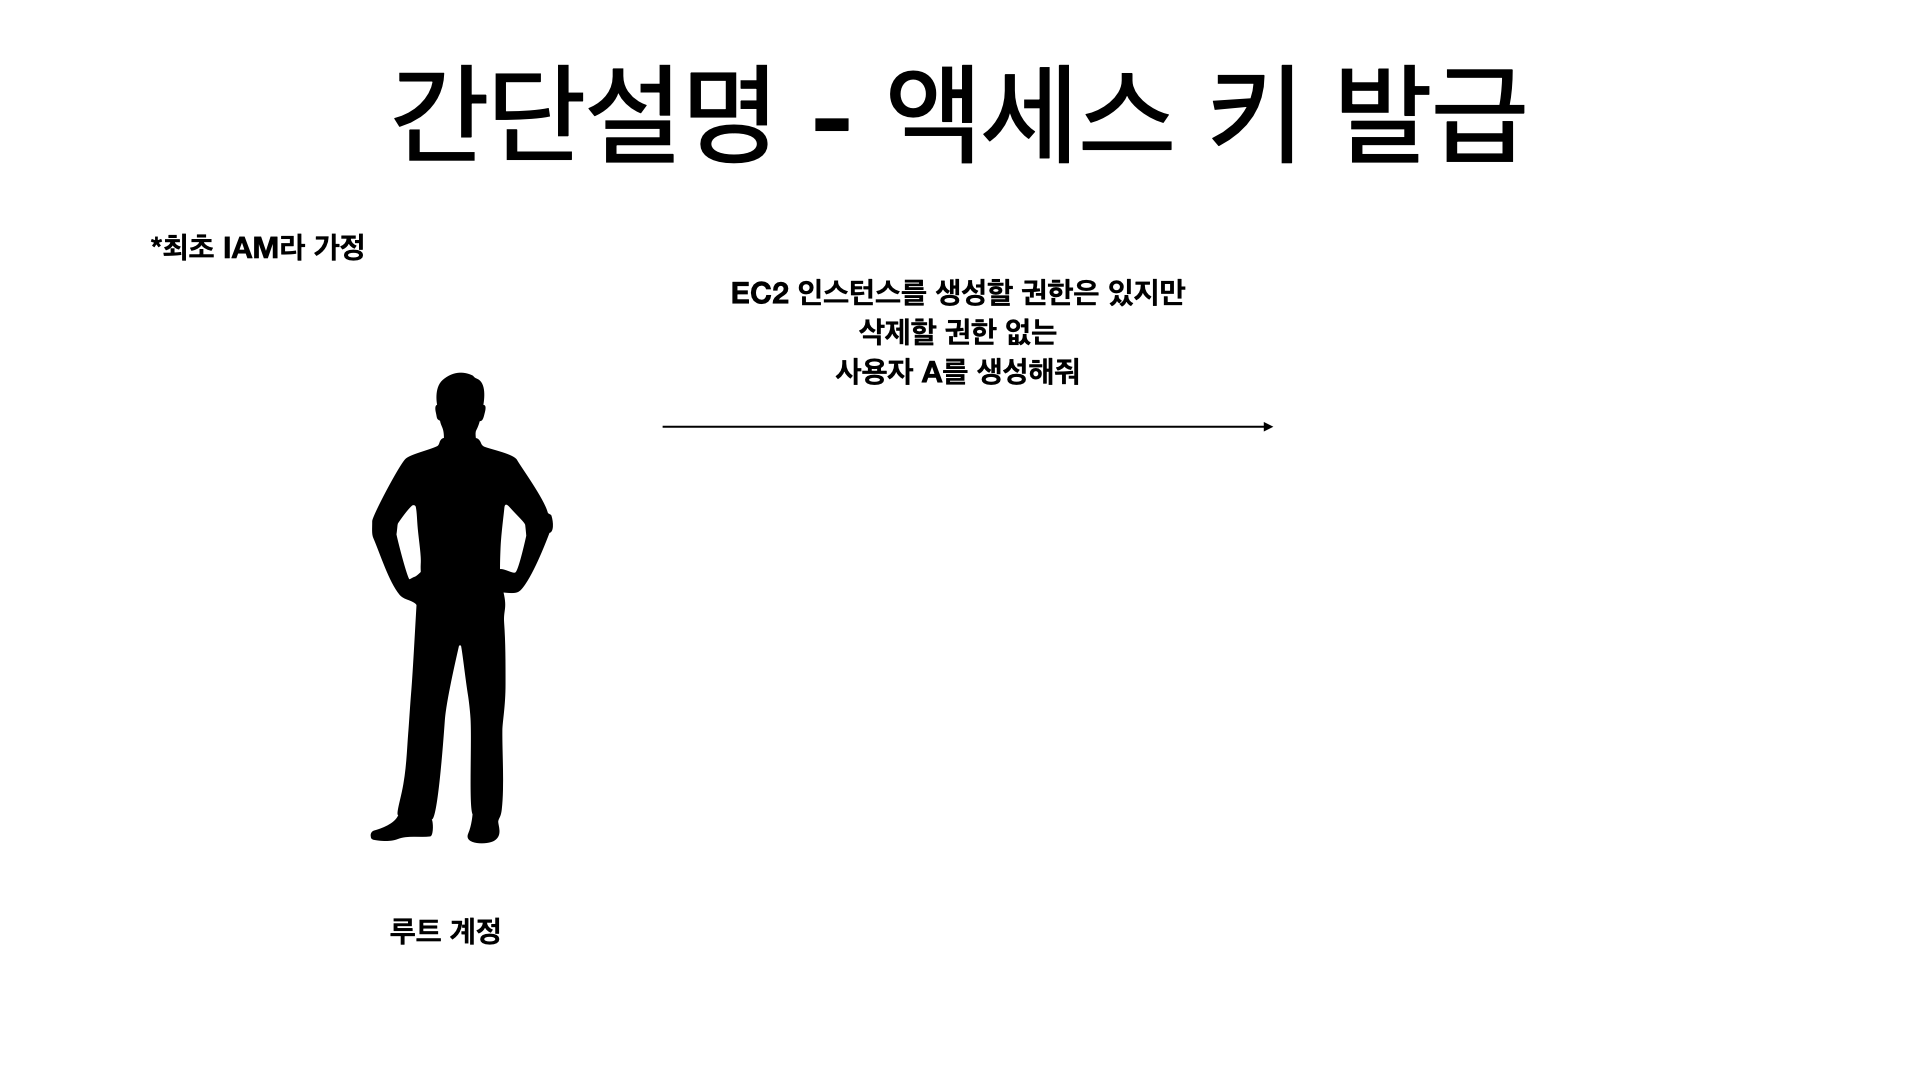 간단설명 - 액세스 키 발급
*최초 IAM라 가정
EC2 인스턴스를 생성할 권한은 있지만
삭제할 권한 없는
사용자 A를 생성해줘
루트 계정